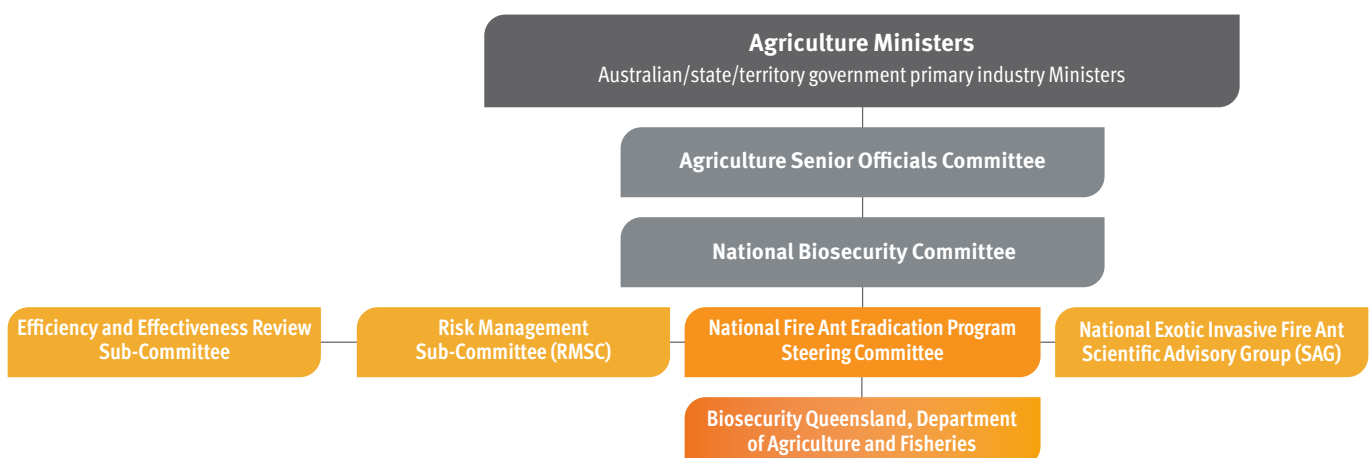 Agriculture Ministers
Australian/state/territory government primary industry Ministers
Agriculture Senior Officials Committee
National Biosecurity Committee
Efficiency and Effectiveness Review
Sub-Committee
Risk Management
Sub-Committee (RMSC)
National Fire Ant Eradication Program
Steering Committee
National Exotic Invasive Fire Ant
Scientific Advisory Group (SAG)
Biosecurity Queensland, Department
of Agriculture and Fisheries